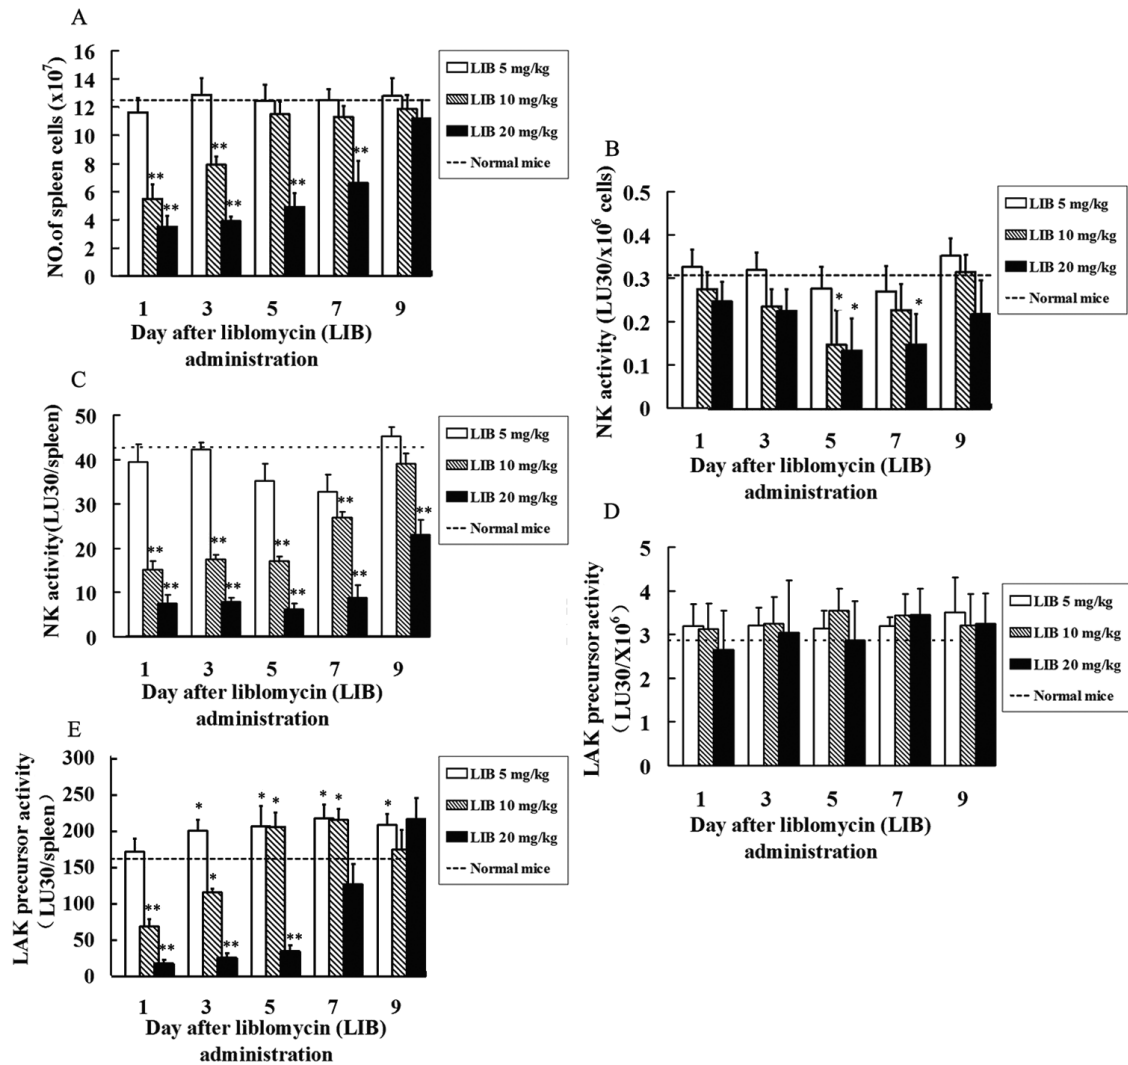 A
NO.of spleen cells (x10⁷)
16
14
12
10
8
6
4
2
0
**
**
**
**
**
**
1 3 5 7 9
Day after liblomycin (LIB)
administration
LIB 5 mg/kg
LIB 10 mg/kg
LIB 20 mg/kg
Normal mice
B
NK activity (LU30/x10⁶ cells)
0.5
0.4
0.3
0.2
0.1
0
*
*
*
1 3 5 7 9
Day after liblomycin (LIB)
administration
LIB 5 mg/kg
LIB 10 mg/kg
LIB 20 mg/kg
Normal mice
C
NK activity(LU30/spleen)
50
40
30
20
10
0
**
**
**
**
**
**
**
**
**
1 3 5 7 9
Day after liblomycin (LIB)
administration
LIB 5 mg/kg
LIB 10 mg/kg
LIB 20 mg/kg
Normal mice
D
LAK precursor activity
(LU30/X10⁶)
5
4
3
2
1
0
1 3 5 7 9
Day after liblomycin (LIB)
administration
LIB 5 mg/kg
LIB 10 mg/kg
LIB 20 mg/kg
Normal mice
E
LAK precursor activity
(LU30/spleen)
300
250
200
150
100
50
0
**
**
*
*
**
*
*
**
*
*
*
1 3 5 7 9
Day after liblomycin (LIB)
administration
LIB 5 mg/kg
LIB 10 mg/kg
LIB 20 mg/kg
Normal mice